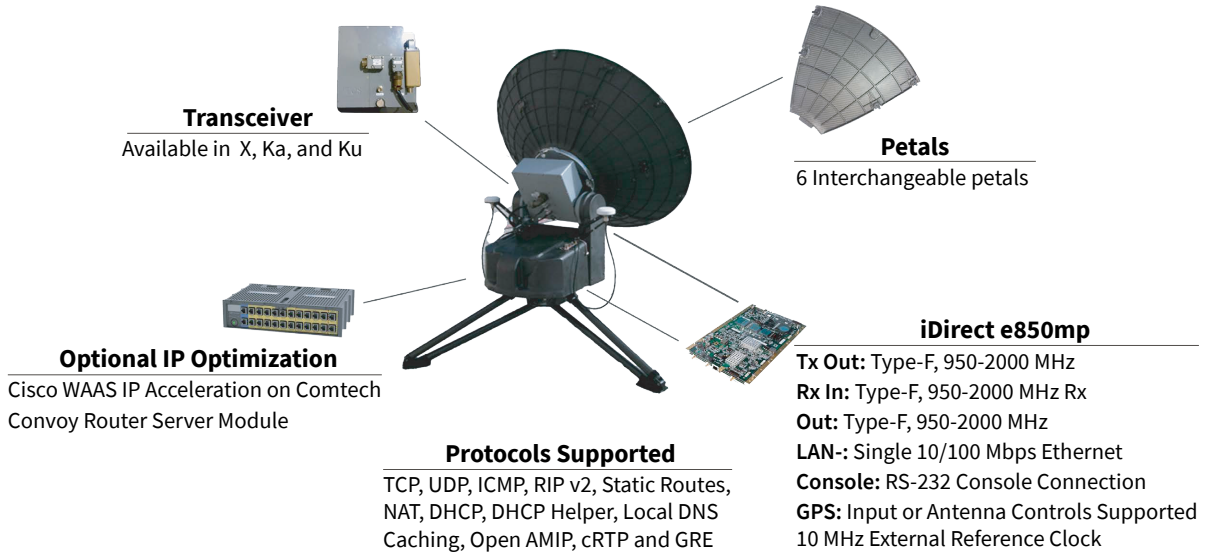 Transceiver
Available in X, Ka, and Ku
Petals
6 Interchangeable petals
Optional IP Optimization
Cisco WAAS IP Acceleration on Comtech
Convoy Router Server Module
Protocols Supported
TCP, UDP, ICMP, RIP v2, Static Routes,
NAT, DHCP, DHCP Helper, Local DNS
Caching, Open AMIP, cRTP and GRE
iDirect e850mp
Tx Out: Type-F, 950-2000 MHz
Rx In: Type-F, 950-2000 MHz Rx
Out: Type-F, 950-2000 MHz
LAN-: Single 10/100 Mbps Ethernet
Console: RS-232 Console Connection
GPS: Input or Antenna Controls Supported
10 MHz External Reference Clock